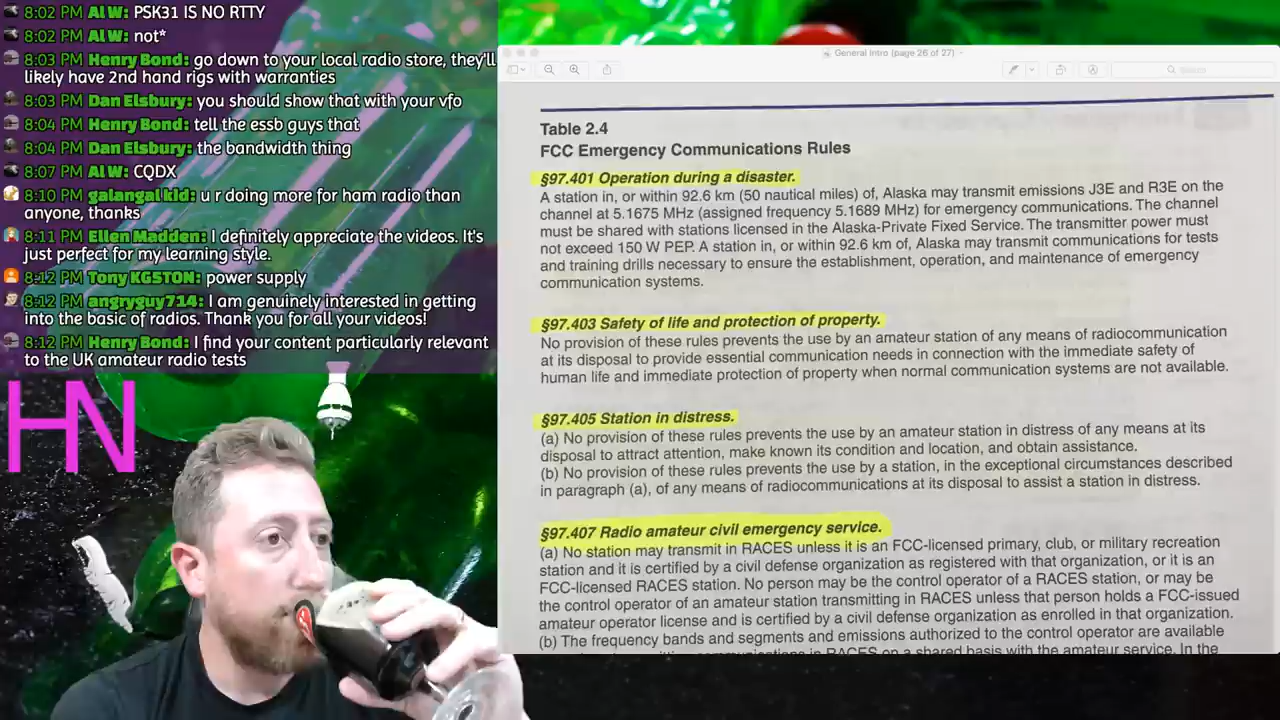 8:02 PM Al W: PSK31 IS NO RTTY
8:02 PM Al W: not*
8:03 PM Henry Bond: go down to your local radio store, they'll
likely have 2nd hand rigs with warranties
8:03 PM Dan Elsbury: you should show that with your vfo
8:04 PM Henry Bond: tell the essb guys that
8:04 PM Dan Elsbury: the bandwidth thing
8:07 PM Al W: CQDX
8:10 PM galangal kid: u r doing more for ham radio than
anyone, thanks
8:11 PM Ellen Madden: I definitely appreciate the videos. It's
just perfect for my learning style.
8:12 PM Tony KG5TON: power supply
8:12 PM angryguy714: I am genuinely interested in getting
into the basic of radios. Thank you for all your videos!
8:12 PM Henry Bond: I find your content particularly relevant
to the UK amateur radio tests
HN
General Intro (page 26 of 27)
Table 2.4
FCC Emergency Communications Rules
§97.401 Operation during a disaster.
A station in, or within 92.6 km (50 nautical miles) of, Alaska may transmit emissions J3E and R3E on the
channel at 5.1675 MHz (assigned frequency 5.1689 MHz) for emergency communications. The channel
must be shared with stations licensed in the Alaska-Private Fixed Service. The transmitter power must
not exceed 150 W PEP. A station in, or within 92.6 km of, Alaska may transmit communications for tests
and training drills necessary to ensure the establishment, operation, and maintenance of emergency
communication systems.
§97.403 Safety of life and protection of property.
No provision of these rules prevents the use by an amateur station of any means of radiocommunication
at its disposal to provide essential communication needs in connection with the immediate safety of
human life and immediate protection of property when normal communication systems are not available.
§97.405 Station in distress.
(a) No provision of these rules prevents the use by an amateur station in distress of any means at its
disposal to attract attention, make known its condition and location, and obtain assistance.
(b) No provision of these rules prevents the use by a station, in the exceptional circumstances described
in paragraph (a), of any means of radiocommunications at its disposal to assist a station in distress.
§97.407 Radio amateur civil emergency service.
(a) No station may transmit in RACES unless it is an FCC-licensed primary, club, or military recreation
station and it is certified by a civil defense organization as registered with that organization, or it is an
FCC-licensed RACES station. No person may be the control operator of a RACES station, or may be
the control operator of an amateur station transmitting in RACES unless that person holds a FCC-issued
amateur operator license and is certified by a civil defense organization as enrolled in that organization.
(b) The frequency bands and segments and emissions authorized to the control operator are available
communications in RACES on a shared basis with the amateur service. In the